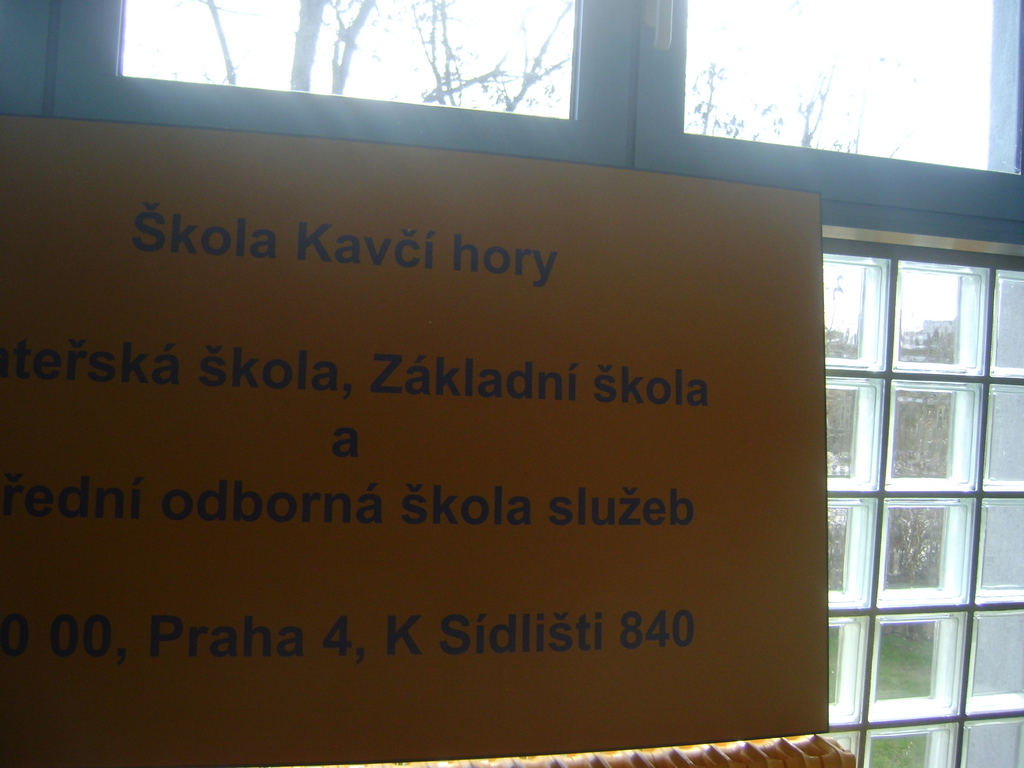 Škola Kavčí hory
ateřská škola, Základní škola
a
řední odborná škola služeb
0 00, Praha 4, K Sídlišti 840